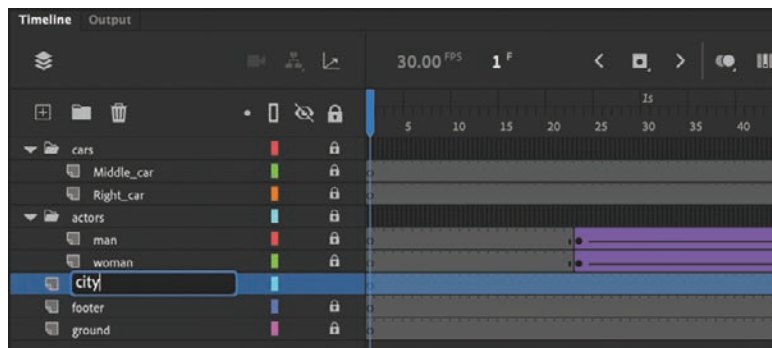 Timeline Output
30.00 FPS 1 F
1s
5 10 15 20 25 30 35 40
cars
Middle_car
Right_car
actors
man
woman
city
footer
ground